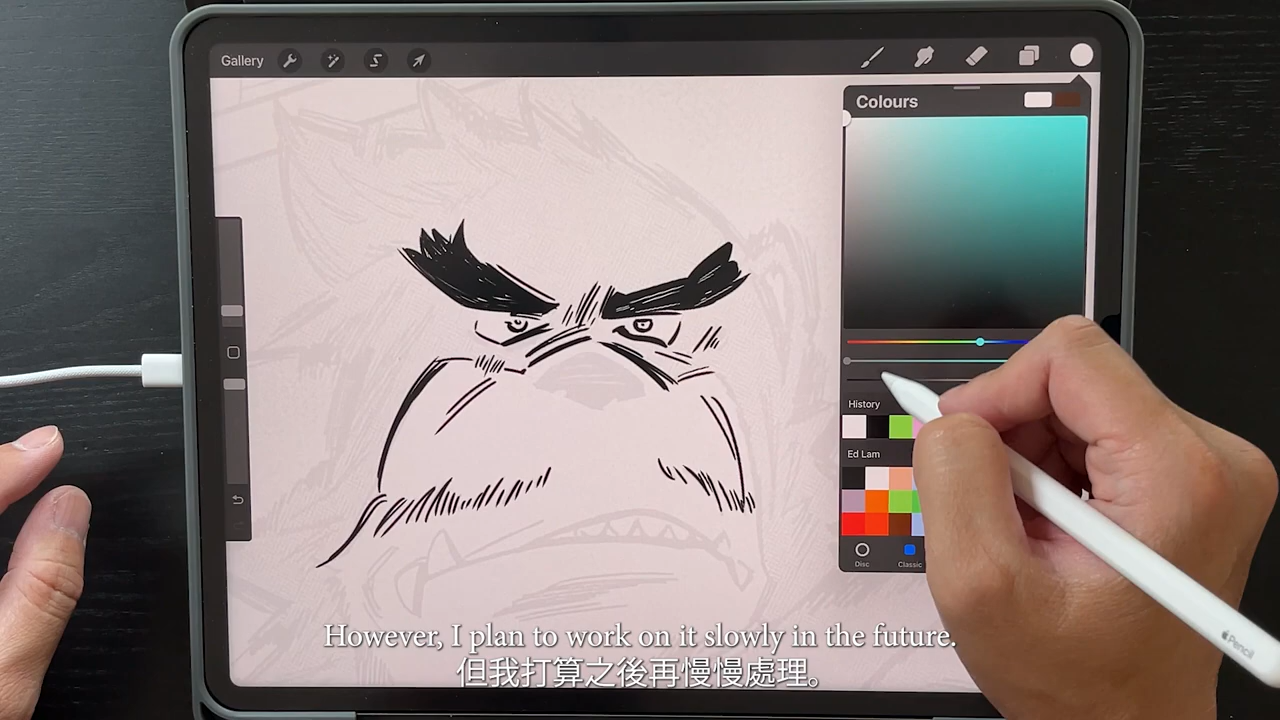 Gallery
Colours
History
Ed Lam
Disc
Classic
Pencil
However, I plan to work on it slowly in the future.
但我打算之後再慢慢處理。